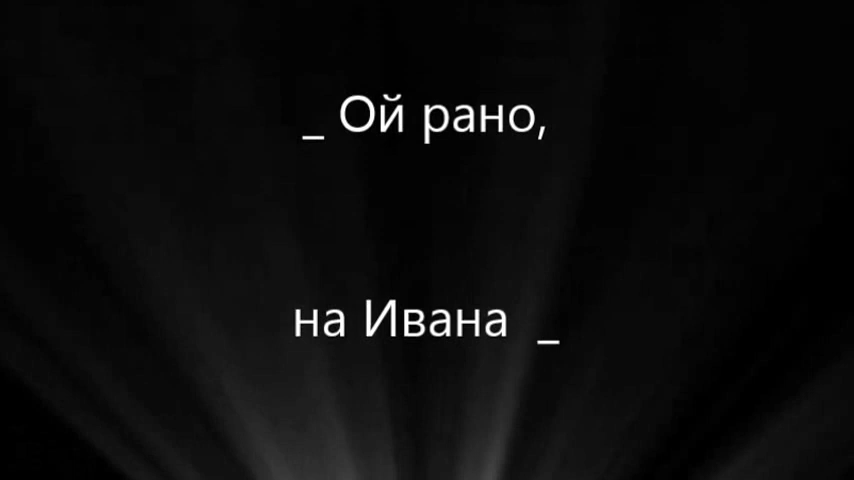 _ Ой рано,
на Ивана _